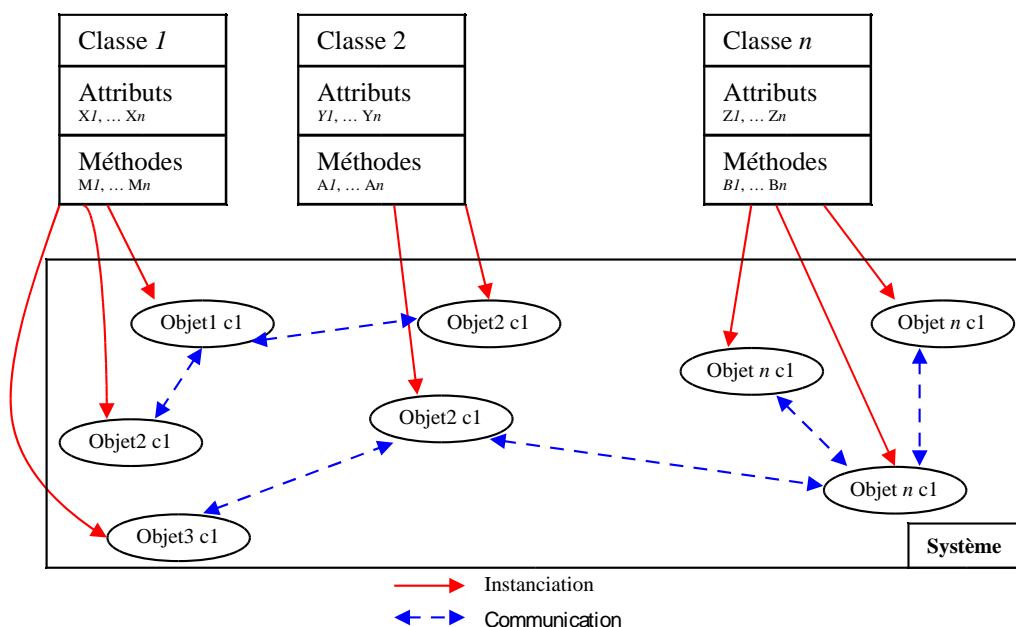 Classe 1
Attributs
X1, … Xn
Méthodes
M1, … Mn
Classe 2
Attributs
Y1, … Yn
Méthodes
A1, … An
Classe n
Attributs
Z1, … Zn
Méthodes
B1, … Bn
Objet1 c1
Objet2 c1
Objet n c1
Objet n c1
Objet2 c1
Objet2 c1
Objet n c1
Objet3 c1
Système
Instanciation
Communication